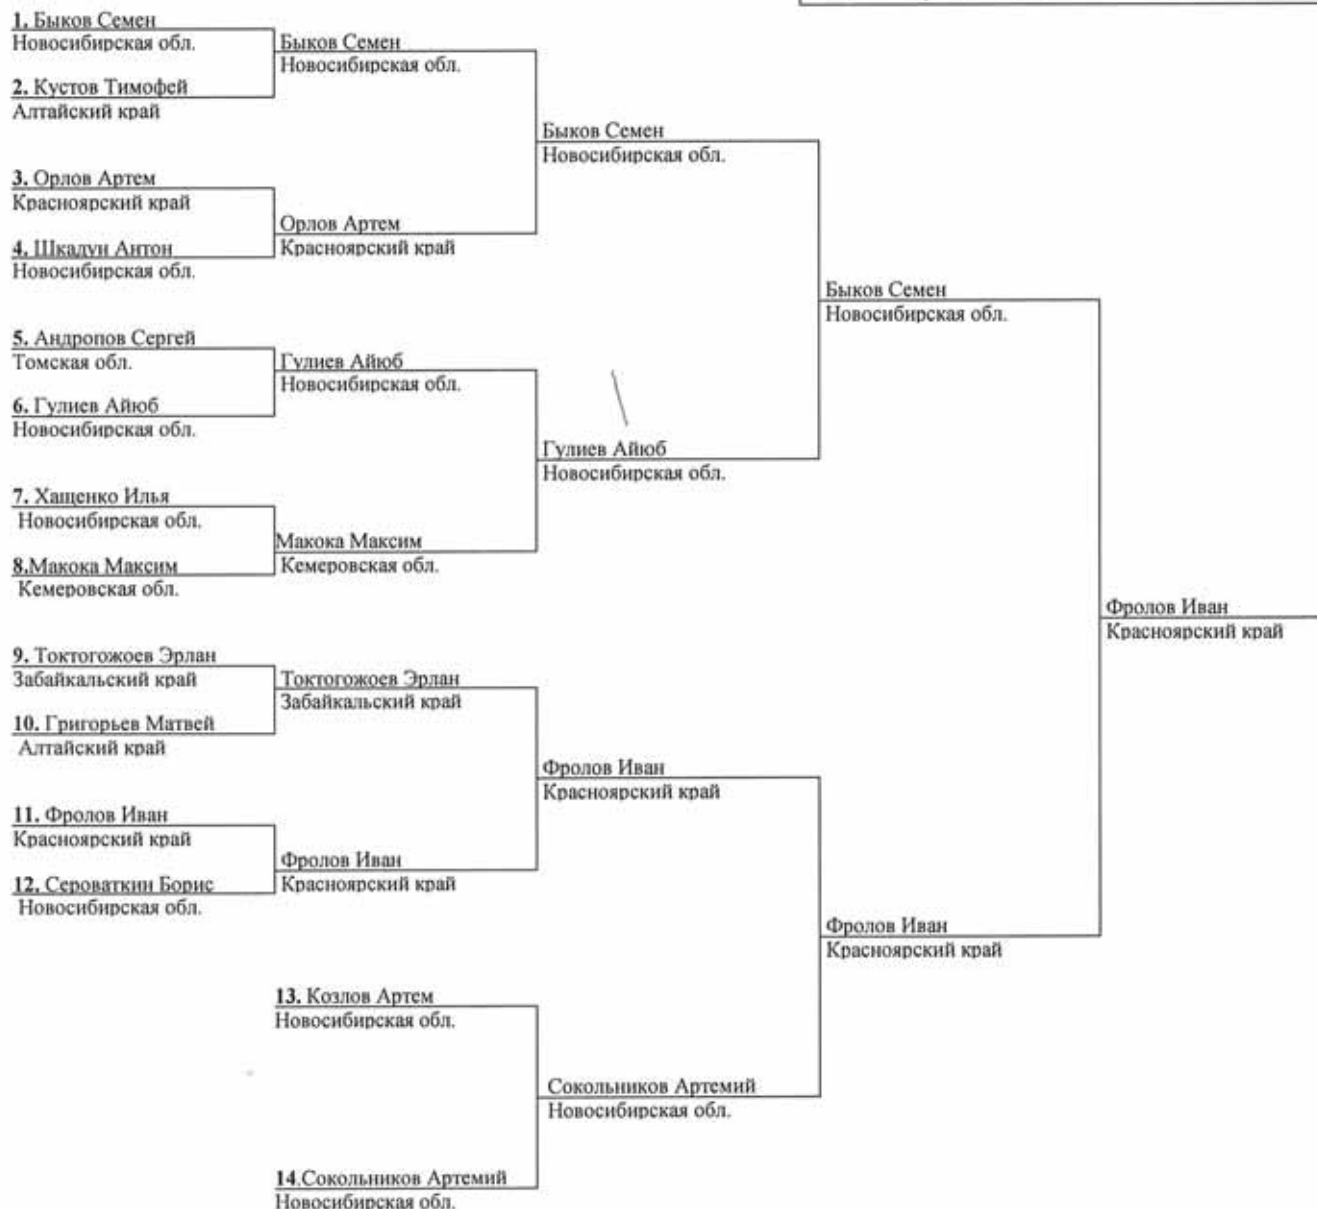 1. Быков Семен
Новосибирская обл.
2. Кустов Тимофей
Алтайский край
3. Орлов Артем
Красноярский край
4. Шкадун Антон
Новосибирская обл.
5. Андропов Сергей
Томская обл.
6. Гулиев Айюб
Новосибирская обл.
7. Хащенко Илья
Новосибирская обл.
8.Макока Максим
Кемеровская обл.
9. Токтогожоев Эрлан
Забайкальский край
10. Григорьев Матвей
Алтайский край
11. Фролов Иван
Красноярский край
12. Сероваткин Борис
Новосибирская обл.
Быков Семен
Новосибирская обл.
Орлов Артем
Красноярский край
Гулиев Айюб
Новосибирская обл.
Макока Максим
Кемеровская обл.
Токтогожоев Эрлан
Забайкальский край
Фролов Иван
Красноярский край
13. Козлов Артем
Новосибирская обл.
14.Сокольников Артемий
Новосибирская обл.
Быков Семен
Новосибирская обл.
Гулиев Айюб
Новосибирская обл.
Фролов Иван
Красноярский край
Сокольников Артемий
Новосибирская обл.
Быков Семен
Новосибирская обл.
Фролов Иван
Красноярский край
Фролов Иван
Красноярский край